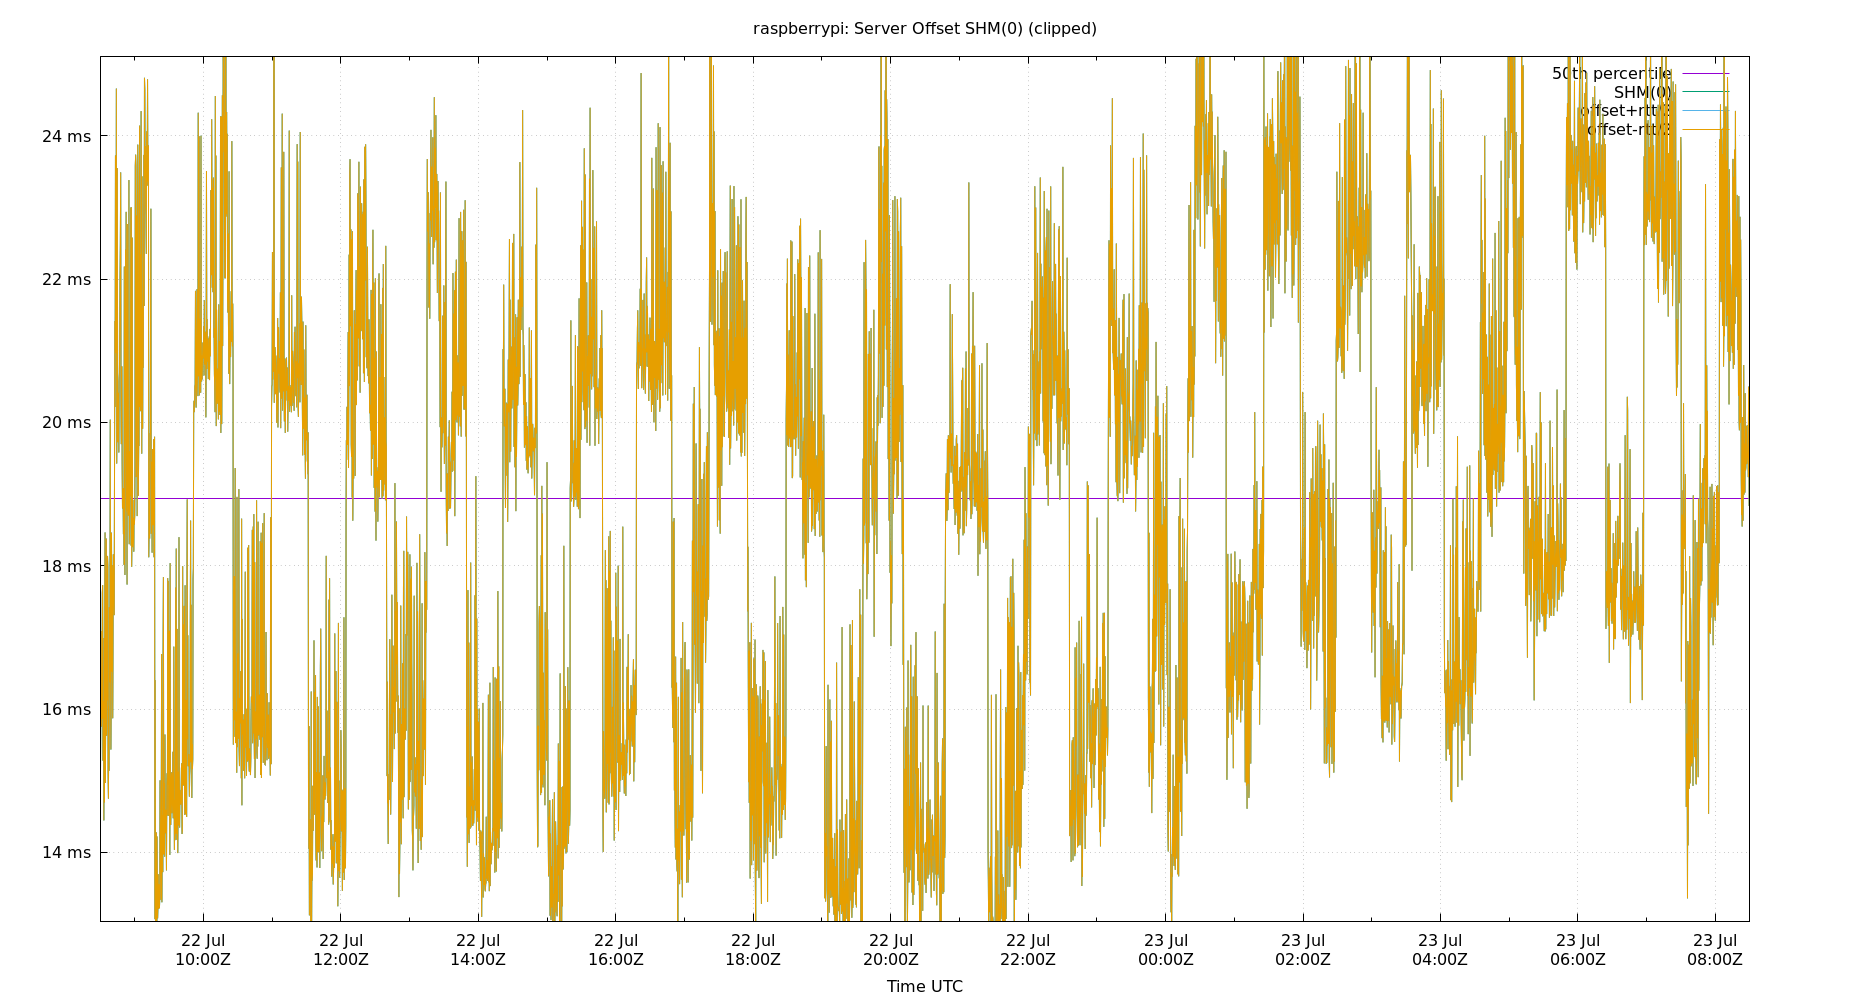 raspberrypi: Server Offset SHM(0) (clipped)
50th percentile
SHM(0)
offset+rtt/2
offset-rtt/2
24 ms
22 ms
20 ms
18 ms
16 ms
14 ms
22 Jul 22 Jul 22 Jul 22 Jul 22 Jul 22 Jul 22 Jul 23 Jul 23 Jul 23 Jul 23 Jul 23 Jul
10:00Z 12:00Z 14:00Z 16:00Z 18:00Z 20:00Z 22:00Z 00:00Z 02:00Z 04:00Z 06:00Z 08:00Z
Time UTC